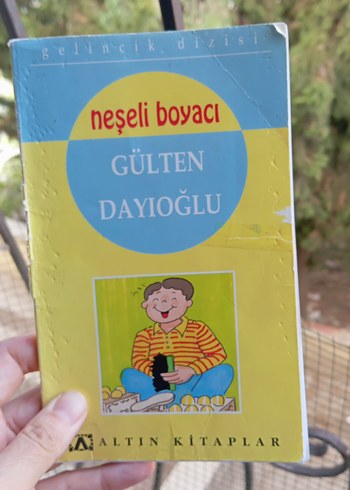 gelincik dizisi
neşeli boyacı
GÜLTEN
DAYIOĞLU
ALTIN KİTAPLAR